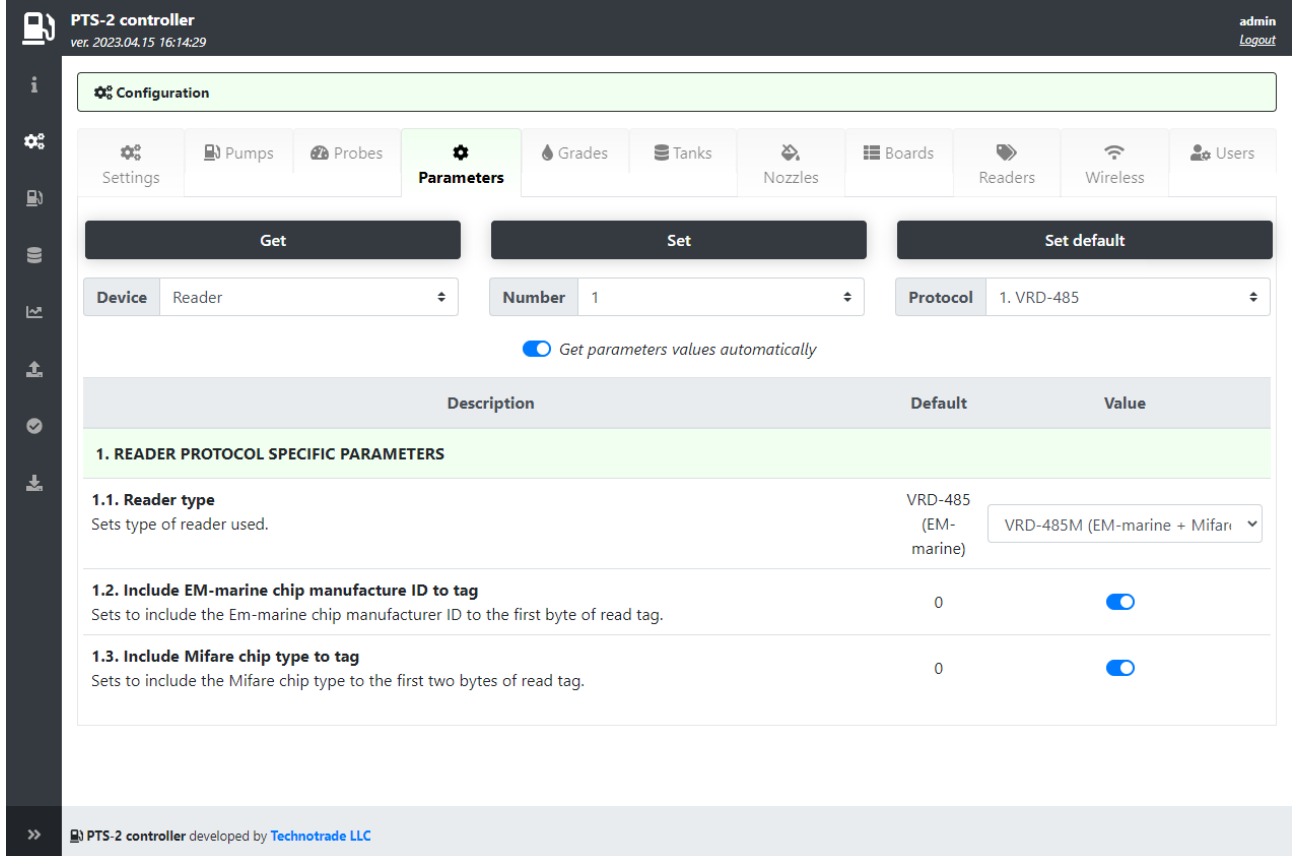 PTS-2 controller
ver. 2023.04.15 16:14:29
admin
Logout
Configuration
Settings
Pumps
Probes
Parameters
Grades
Tanks
Nozzles
Boards
Readers
Wireless
Users
Get
Set
Set default
Device Reader
Number 1
Protocol 1. VRD-485
Get parameters values automatically
Description Default Value
1. READER PROTOCOL SPECIFIC PARAMETERS
1.1. Reader type
Sets type of reader used.
VRD-485
(EM-
marine)
VRD-485M (EM-marine + Mifar
1.2. Include EM-marine chip manufacture ID to tag
Sets to include the Em-marine chip manufacturer ID to the first byte of read tag.
0
1.3. Include Mifare chip type to tag
Sets to include the Mifare chip type to the first two bytes of read tag.
0
PTS-2 controller developed by Technotrade LLC